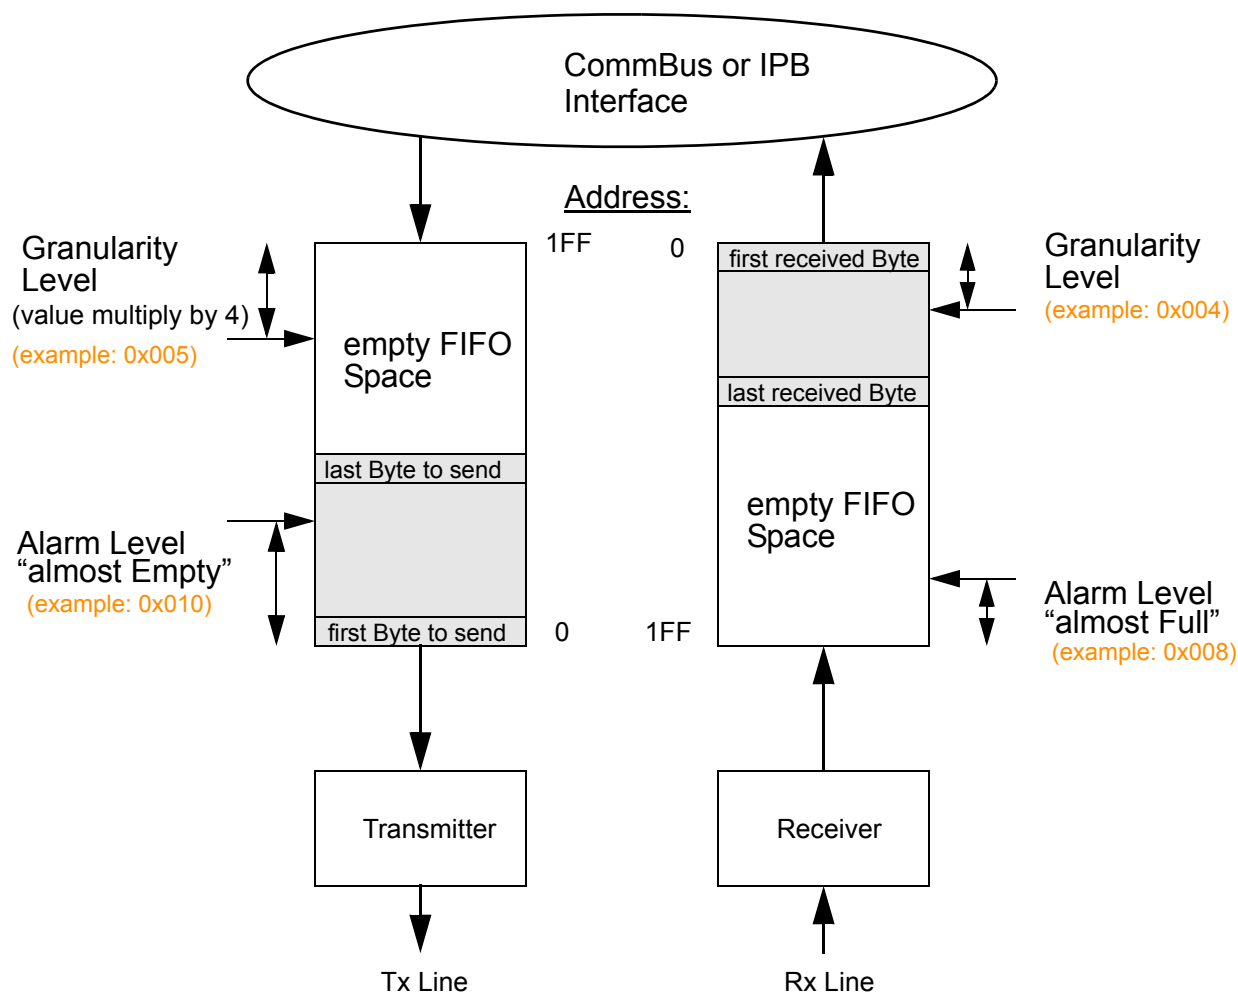 CommBus or IPB
Interface
Address:
1FF
0
Granularity
Level
(value multiply by 4)
(example: 0x005)
empty FIFO
Space
last Byte to send
Alarm Level
“almost Empty”
(example: 0x010)
first Byte to send
0
1FF
first received Byte
last received Byte
empty FIFO
Space
Granularity
Level
(example: 0x004)
Alarm Level
“almost Full”
(example: 0x008)
Transmitter
Receiver
Tx Line
Rx Line